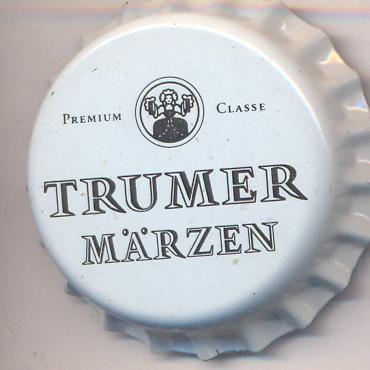 PREMIUM CLASSE
TRUMER
MÄRZEN